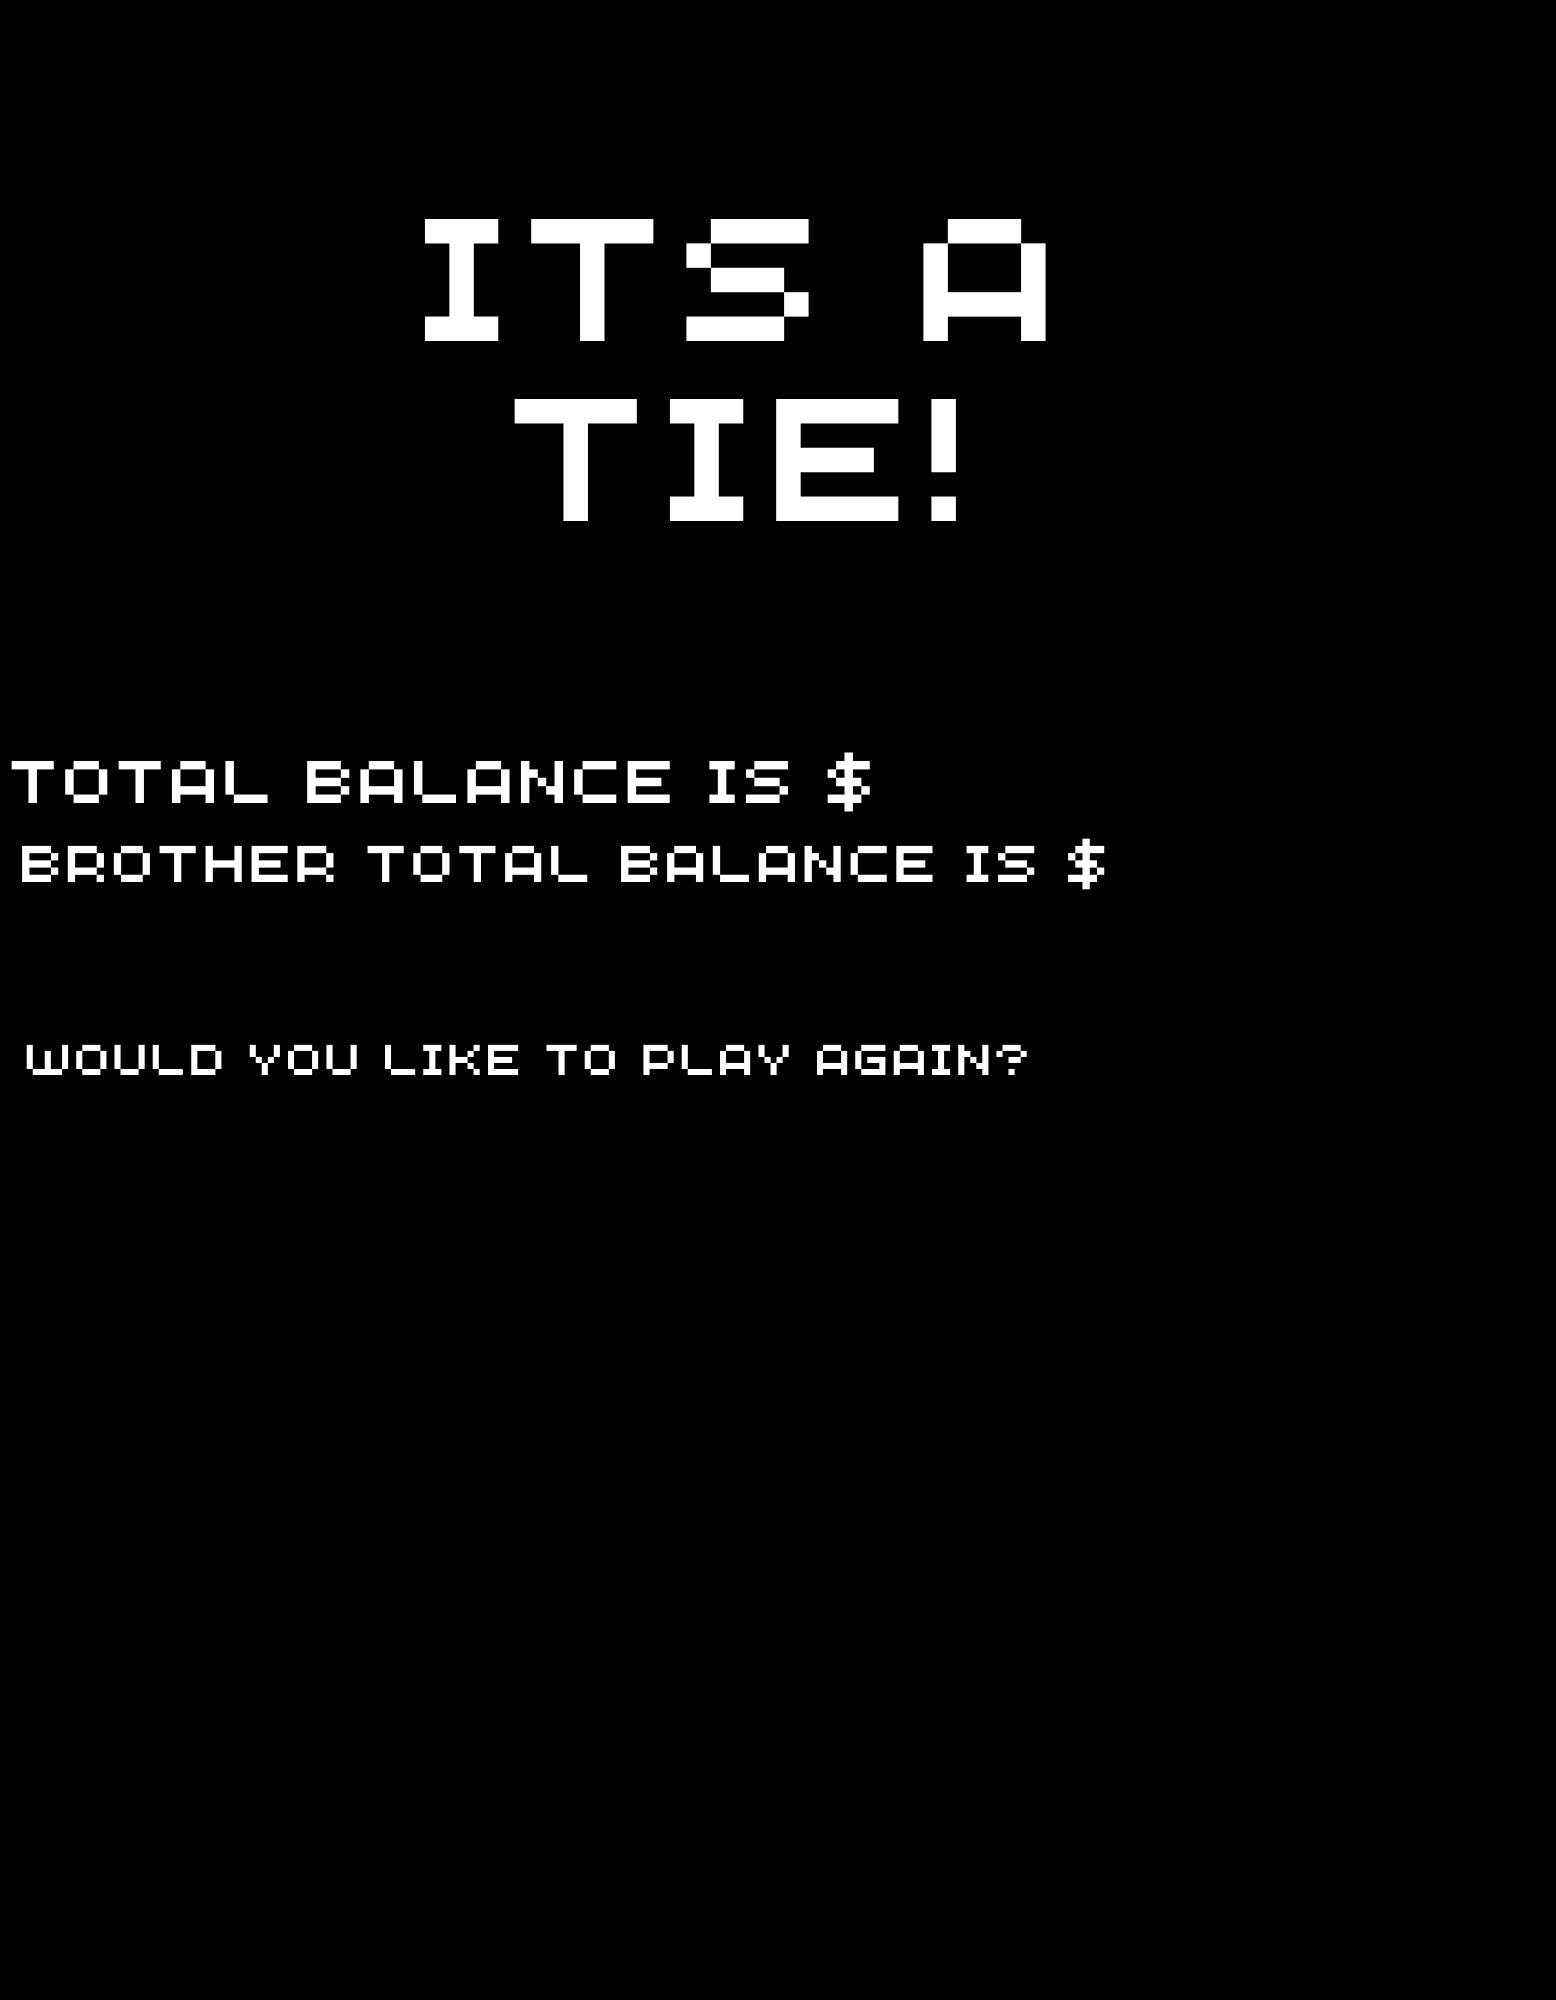 ITS A
TIE!
TOTAL BALANCE IS $
BROTHER TOTAL BALANCE IS $
WOULD YOU LIKE TO PLAY AGAIN?